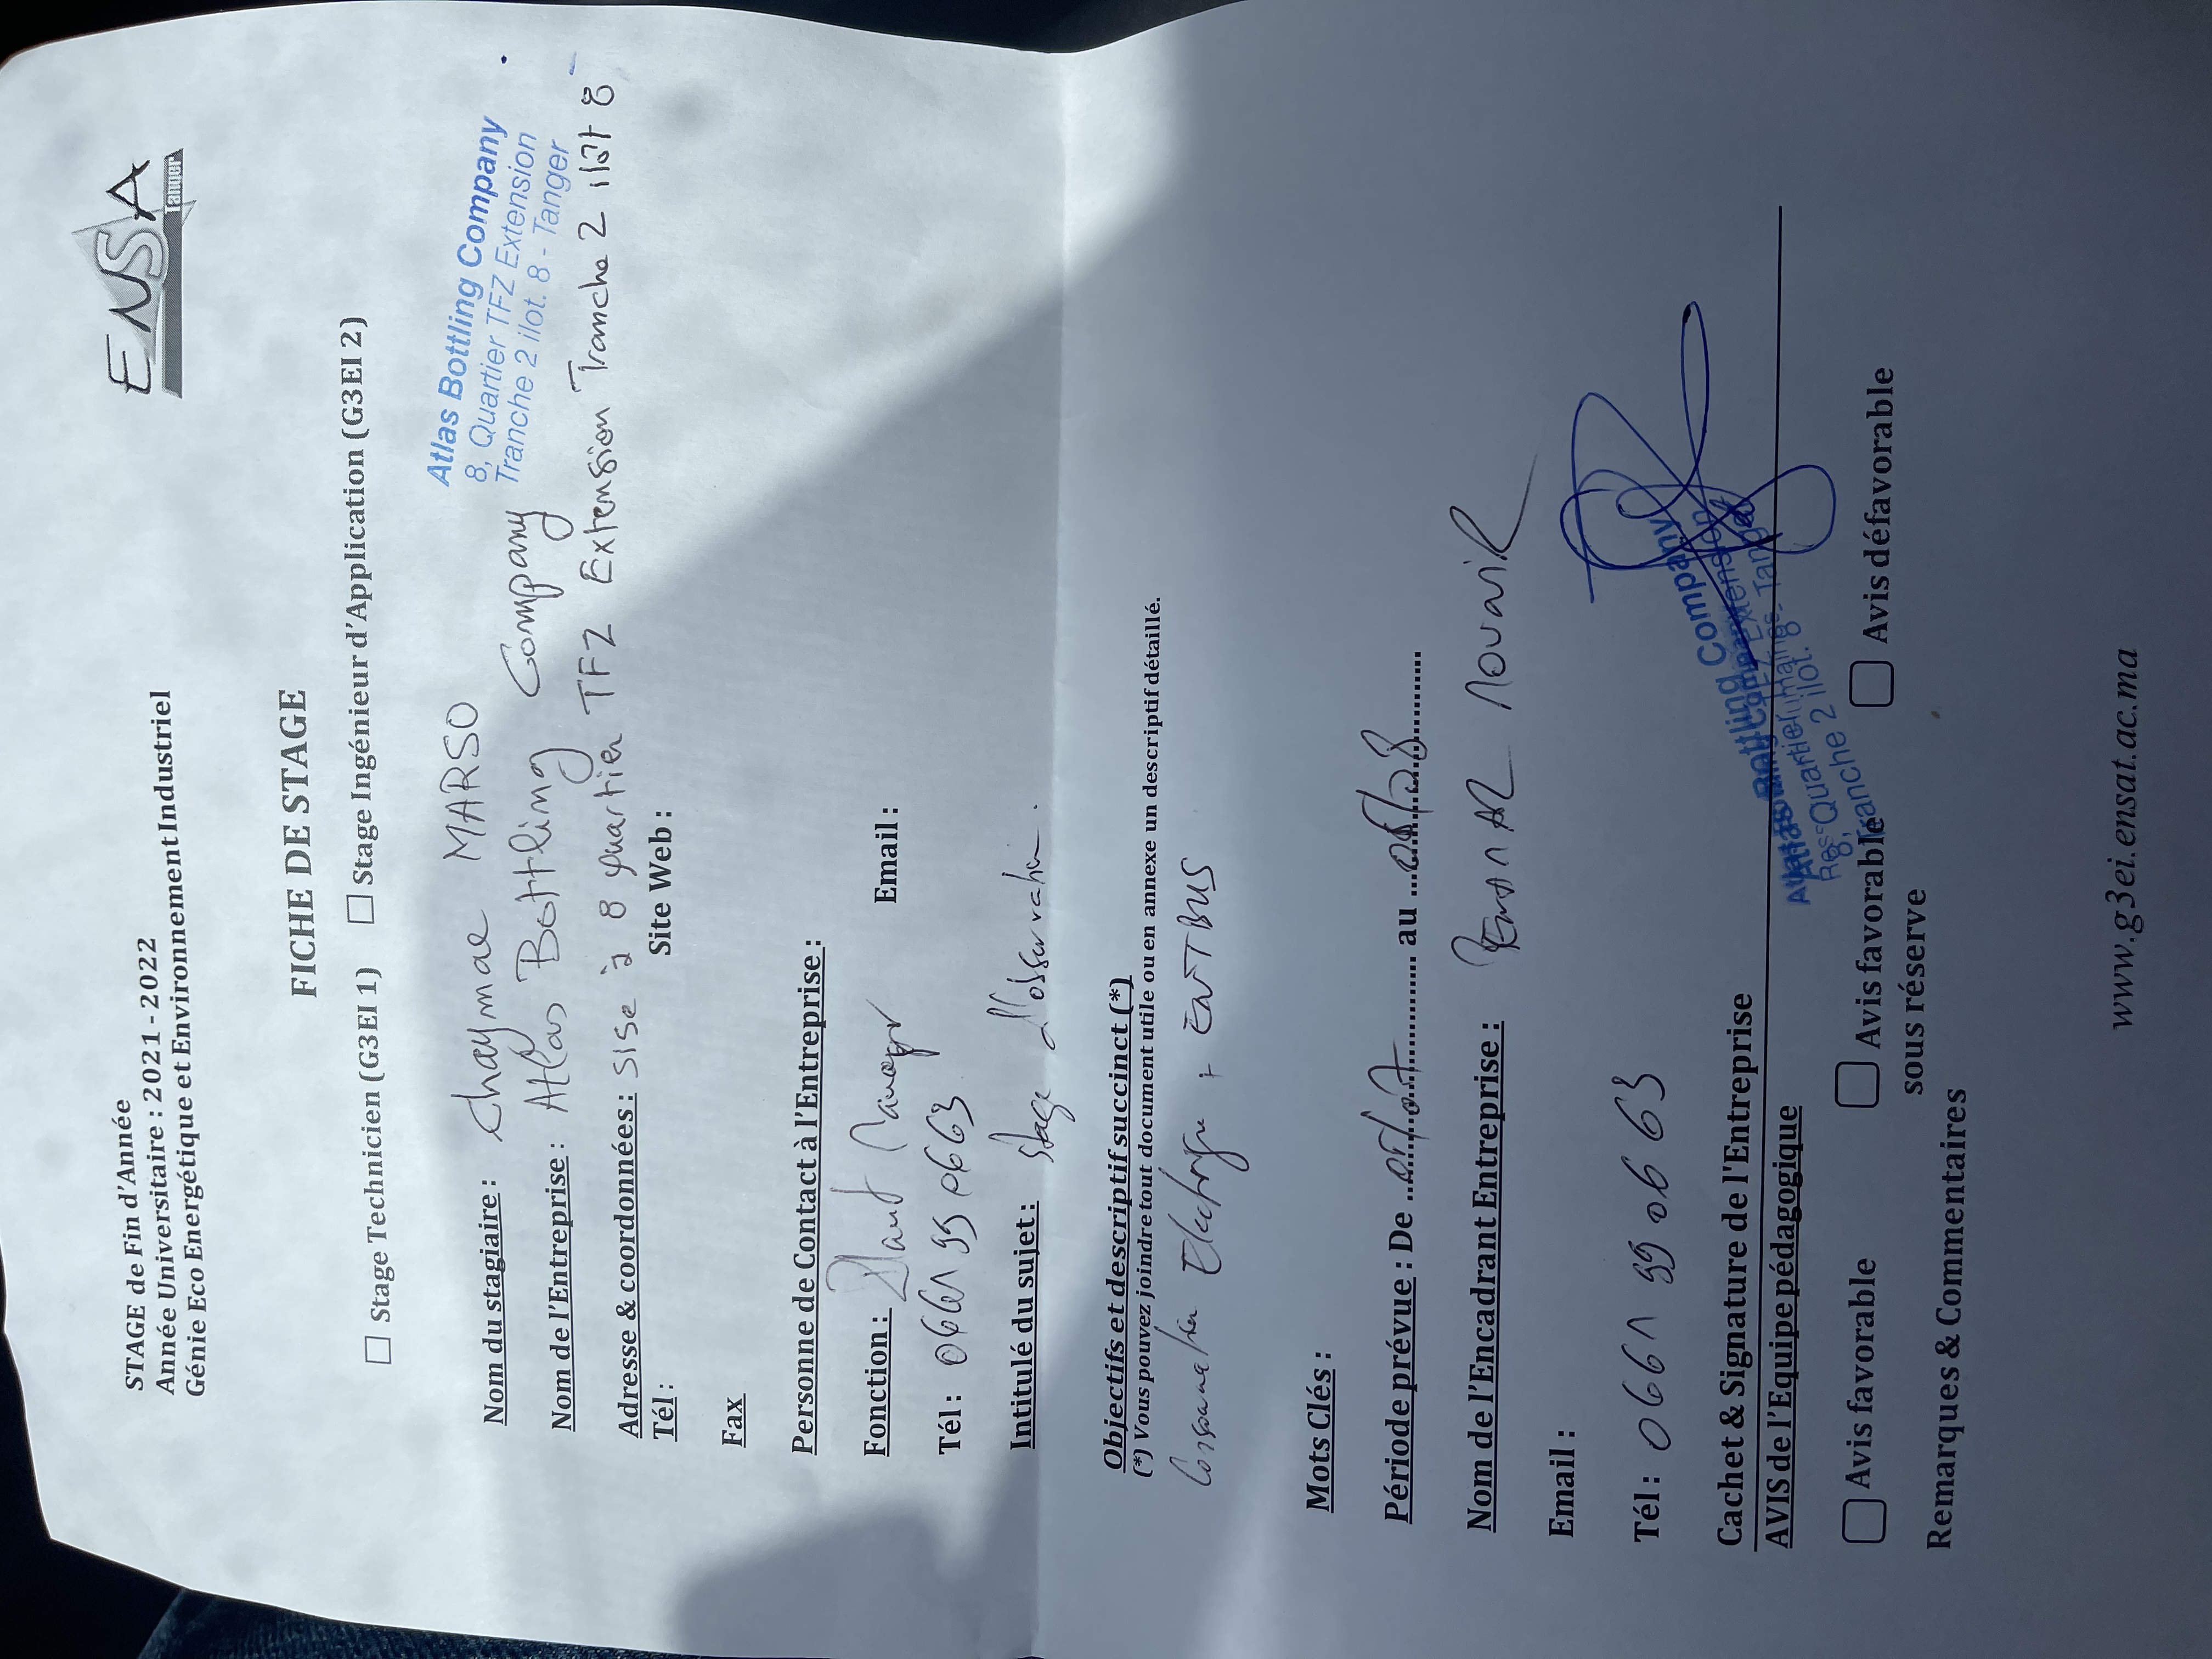 STAGE de Fin d'Année
Année Universitaire : 2021 - 2022
Génie Eco Energétique et Environnement Industriel
ENSA
Tanger
FICHE DE STAGE
☐ Stage Technicien (G3EI 1) ☐ Stage Ingénieur d'Application (G3EI 2)
Atlas Bottling Company
8, Quartier TFZ Extension
Tranche 2 ilot. 8 - Tanger
Nom du stagiaire : Chaymae MARSO
Nom de l'Entreprise : Atlas Bottling Company
Adresse & coordonnées : Sise à 8 quartier TFZ Extension Tranche 2 ilôt 8
Tél : Site Web :
Fax
Personne de Contact à l'Entreprise :
Fonction : Plant Manager Email :
Tél : 0661 99 0663
Intitulé du sujet : Stage d'observation.
Objectifs et descriptif succinct (*)
(*) Vous pouvez joindre tout document utile ou en annexe un descriptif détaillé.
Consommation Electrique
Mots Clés :
Période prévue : De 05/07 au 05/08
Nom de l'Encadrant Entreprise :
Email :
Tél : 0661 99 06 63
Cachet & Signature de l'Entreprise
Atlas Bottling Company
8, Quartier TFZ Extension
Tranche 2 ilot. 8 - Tanger
AVIS de l'Equipe pédagogique
☐ Avis favorable ☐ Avis favorable sous réserve ☐ Avis défavorable
Remarques & Commentaires
www.g3ei.ensat.ac.ma